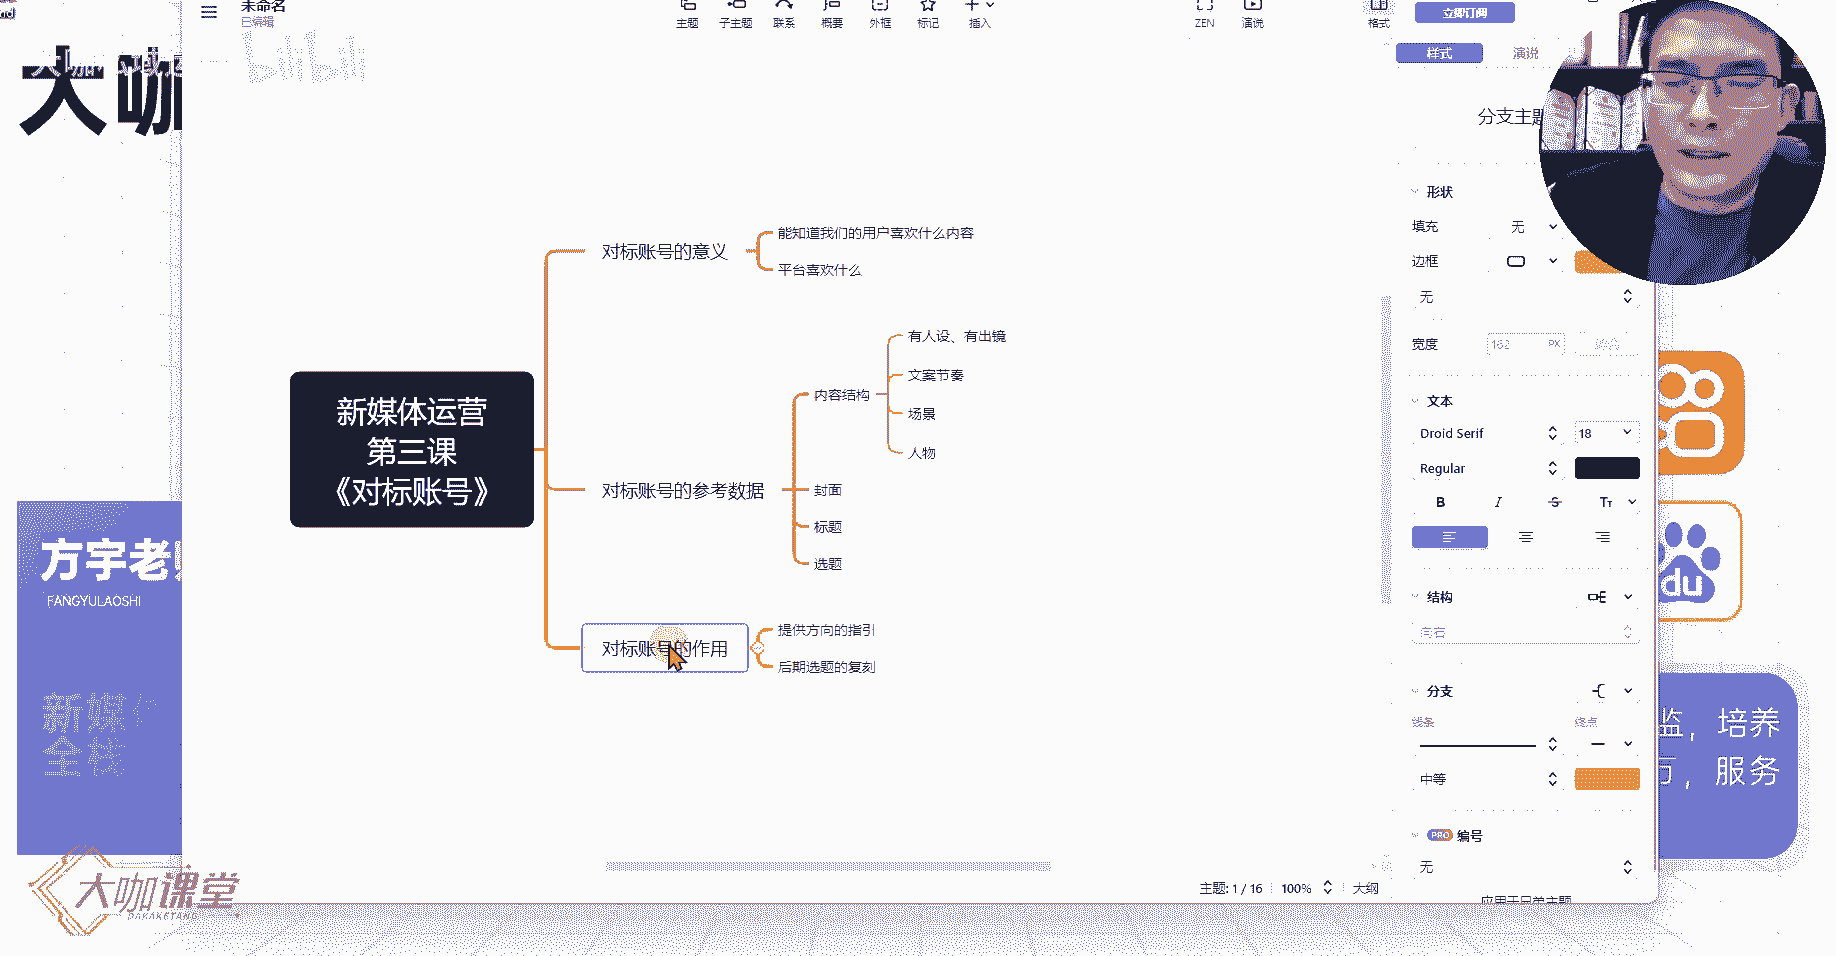 未命名
已编辑
主题
子主题
联系
概要
外框
标记
插入
ZEN
演说
格式
立即订阅
bilibili
样式
演说
大咖
分支主题
形状
填充
无
边框
无
宽度
162
PX
文本
Droid Serif
18
Regular
B
I
S
Tт
结构
向右
分支
线条
终点
中等
PRO
编号
无
新媒体运营
第三课
《对标账号》
对标账号的意义
能知道我们的用户喜欢什么内容
平台喜欢什么
对标账号的参考数据
内容结构
有人设、有出镜
文案节奏
场景
人物
封面
标题
选题
对标账号的作用
提供方向的指引
后期选题的复刻
方宇老
FANGYULAOSHI
新媒
全栈
du
监，培养
万，服务
大咖课堂
DAKAKETANG
主题: 1 / 16
100%
大纲